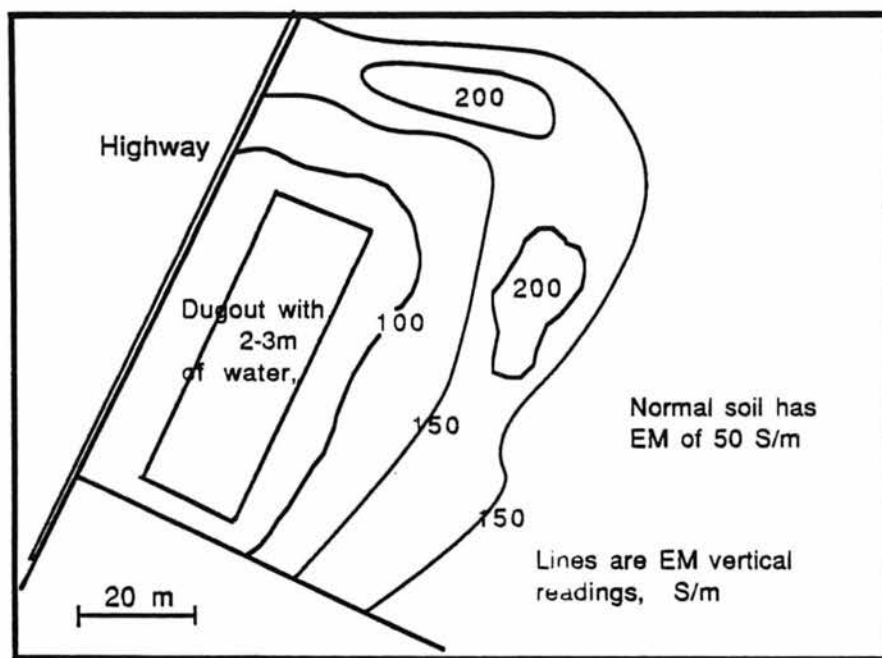 200
Highway
200
Dugout with
2-3m
of water,
100
150
150
Normal soil has
EM of 50 S/m
Lines are EM vertical
readings, S/m
20 m